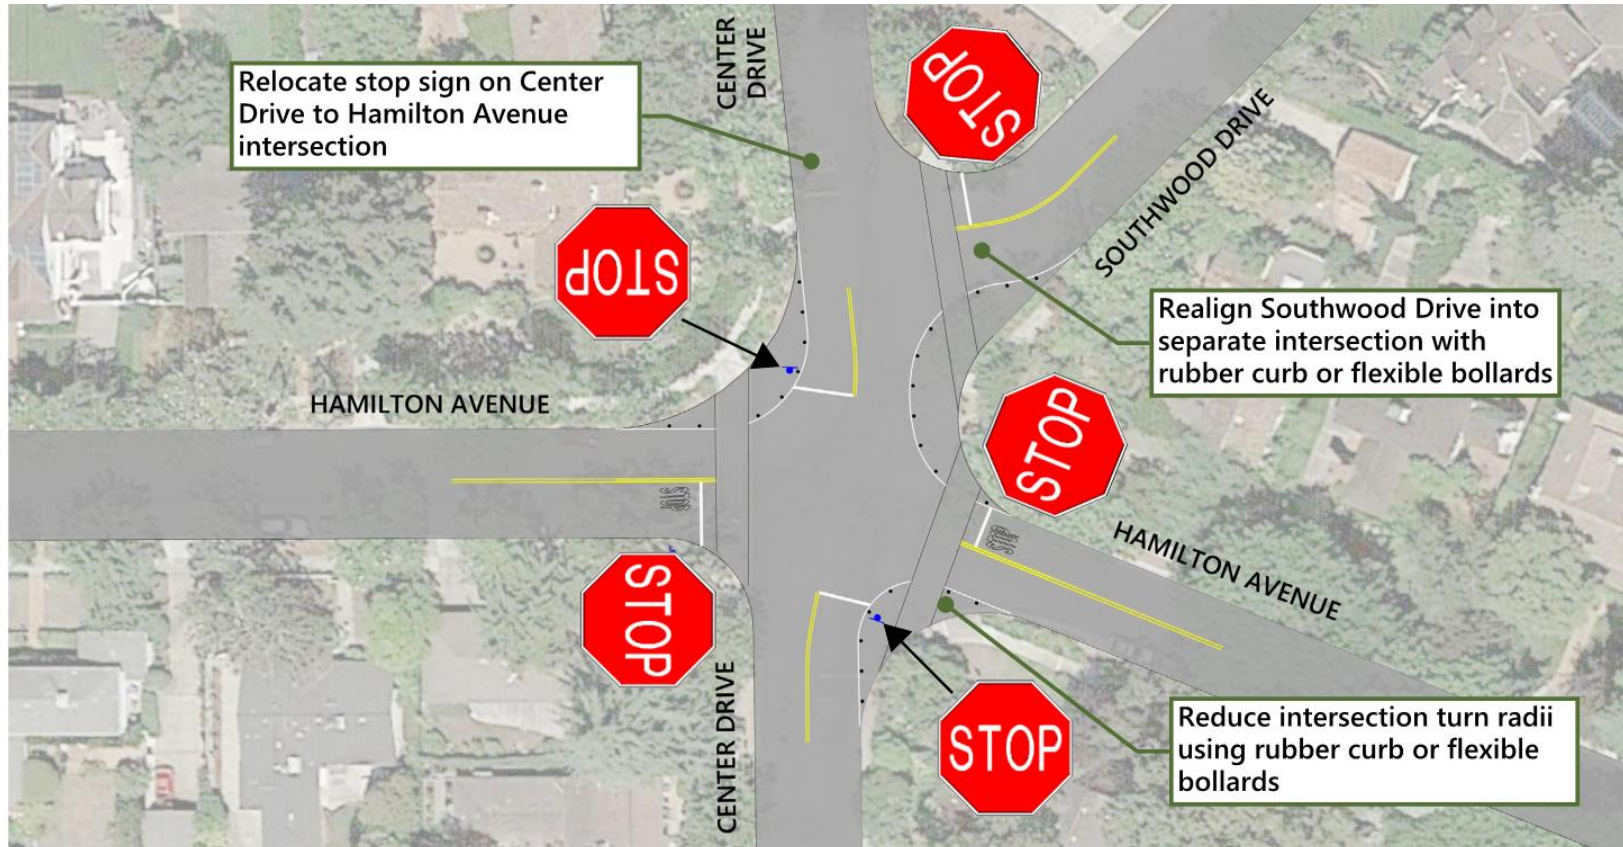 CENTER
DRIVE
STOP
Relocate stop sign on Center
Drive to Hamilton Avenue
intersection
SOUTHWOOD DRIVE
STOP
Realign Southwood Drive into
separate intersection with
rubber curb or flexible bollards
HAMILTON AVENUE
STOP
STOP
STOP
HAMILTON AVENUE
STOP
CENTER DRIVE
STOP
Reduce intersection turn radii
using rubber curb or flexible
bollards